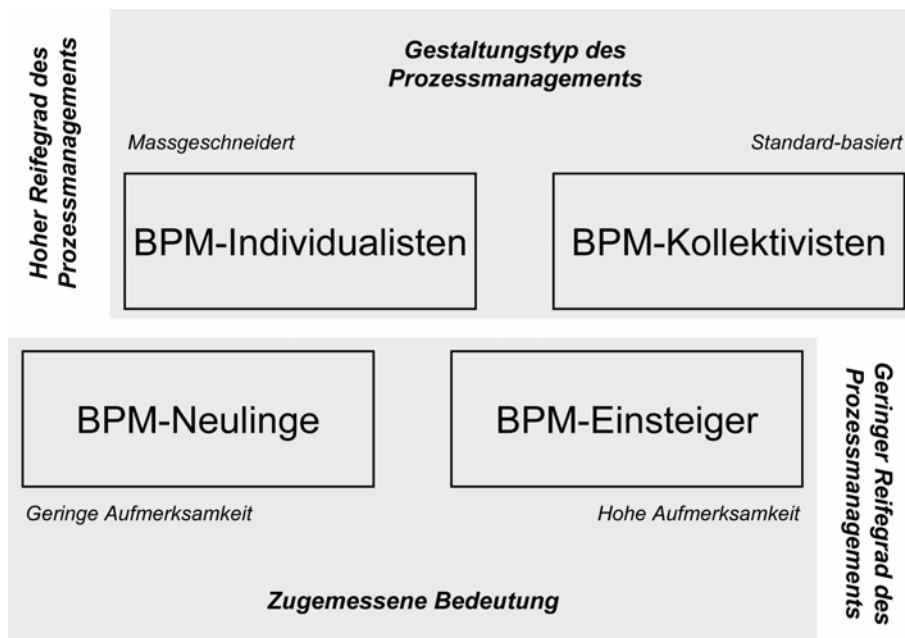 Hoher Reifegrad des
Prozessmanagements
Gestaltungstyp des
Prozessmanagements
Massgeschneidert
Standard-basiert
BPM-Individualisten
BPM-Kollektivisten
BPM-Neulinge
BPM-Einsteiger
Geringe Aufmerksamkeit
Hohe Aufmerksamkeit
Zugemessene Bedeutung
Geringer Reifegrad des
Prozessmanagements